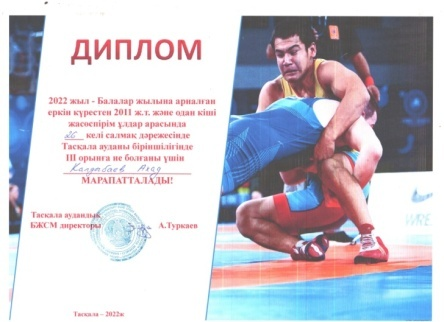 ДИПЛОМ
2022 жыл - Балалар жылына арналған
еркін күрестен 2011 ж.т. және одан кіші
жасөспірім ұлдар арасында
26 келі салмақ дәрежесінде
Тасқала ауданы біріншілігінде
III орынға ие болғаны үшін
МАРАПАТТАЛАДЫ!
Тасқала аудандық
БЖСМ директоры А.Туркаев
Тасқала – 2022ж
WRE